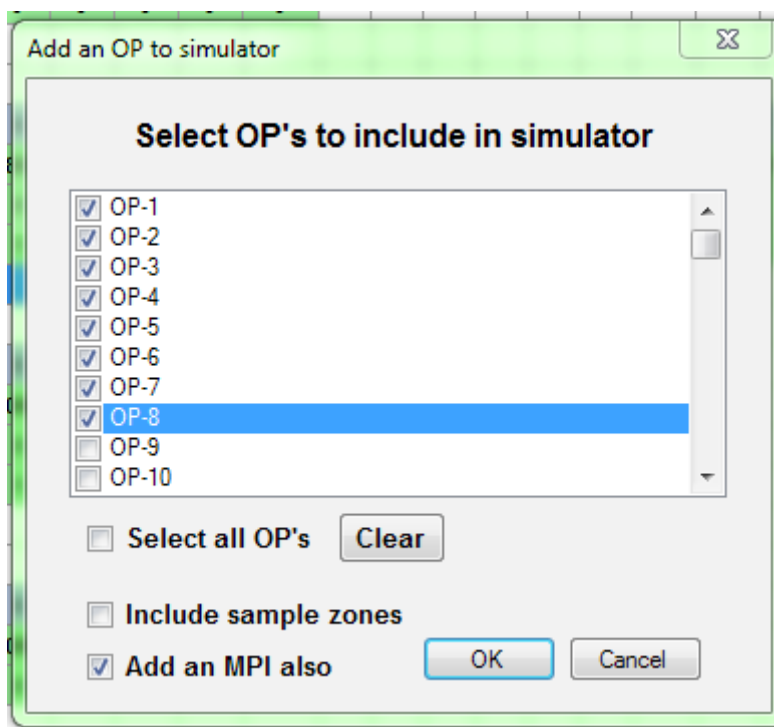 Add an OP to simulator
Select OP's to include in simulator
OP-1
OP-2
OP-3
OP-4
OP-5
OP-6
OP-7
OP-8
OP-9
OP-10
Select all OP's Clear
Include sample zones
Add an MPI also OK Cancel